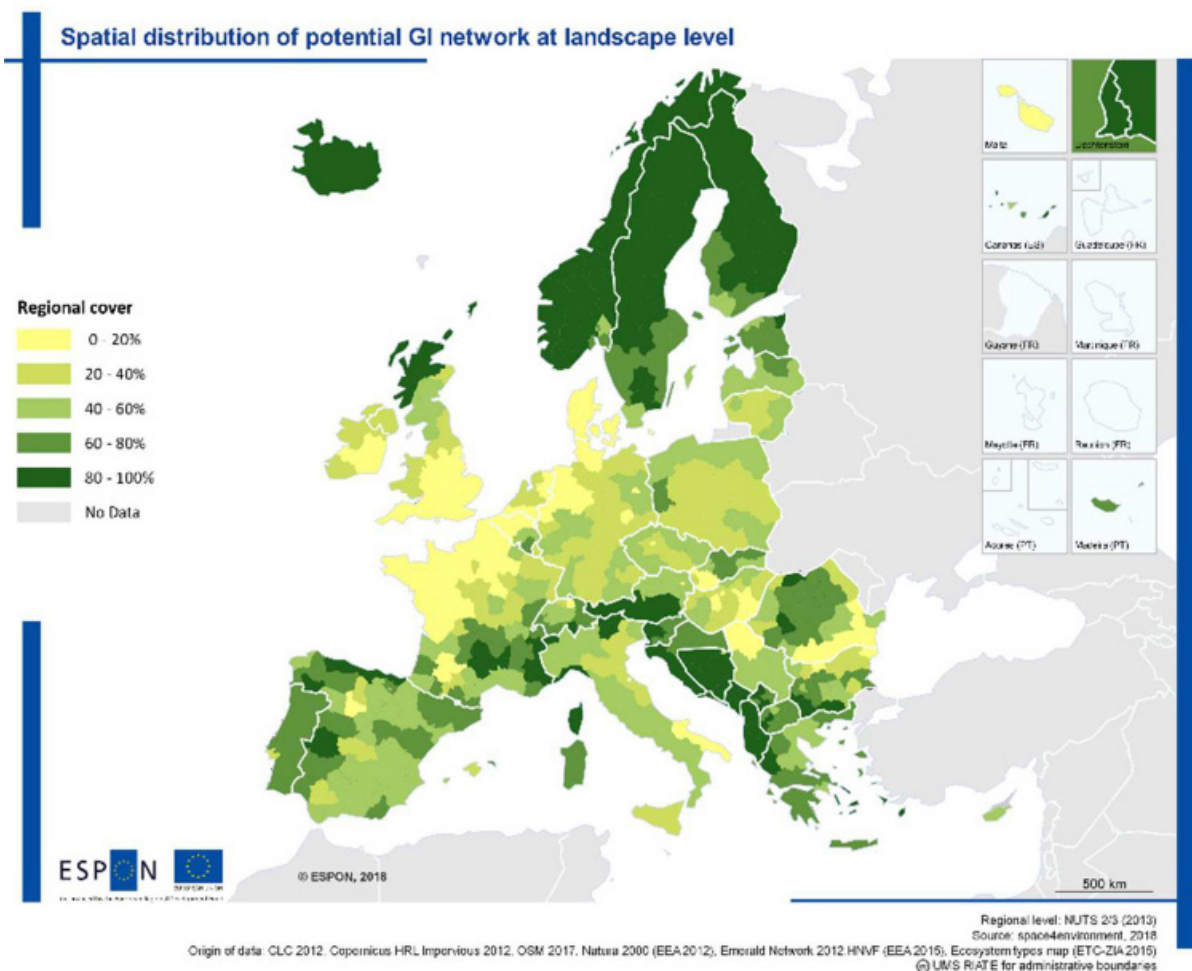 Spatial distribution of potential GI network at landscape level
Malta
Liechtenstein
Canarias (ES)
Guadeloupe (FR)
Guyane (FR)
Martinique (FR)
Mayotte (FR)
Reunion (FR)
Acores (PT)
Madeira (PT)
Regional cover
0 - 20%
20 - 40%
40 - 60%
60 - 80%
80 - 100%
No Data
ESPON
© ESPON, 2018
500 km
Regional level: NUTS 2/3 (2013)
Source: space4environment, 2018
Origin of data: CLC 2012, Copernicus HRL Impervious 2012, OSM 2017, Natura 2000 (EEA 2012), Emerald Network 2012 HNVF (EEA 2015), Ecosystem types map (ETC-ZIA 2015)
UMS RIATE for administrative boundaries